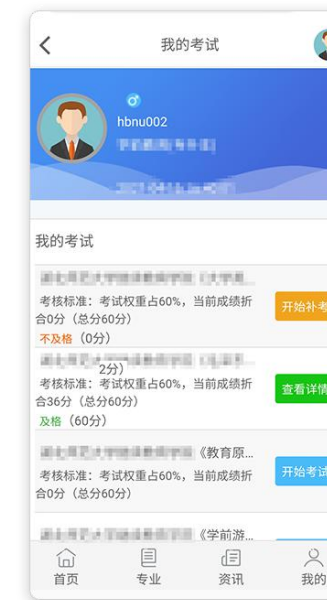 我的考试
hbnu002
我的考试
考核标准：考试权重占60%，当前成绩折
合0分（总分60分）
开始补考
不及格（0分）
2分）
考核标准：考试权重占60%，当前成绩折
合36分（总分60分）
查看详情
及格（60分）
《教育原...
考核标准：考试权重占60%，当前成绩折
合0分（总分60分）
开始考试
《学前游...
首页 专业 资讯 我的